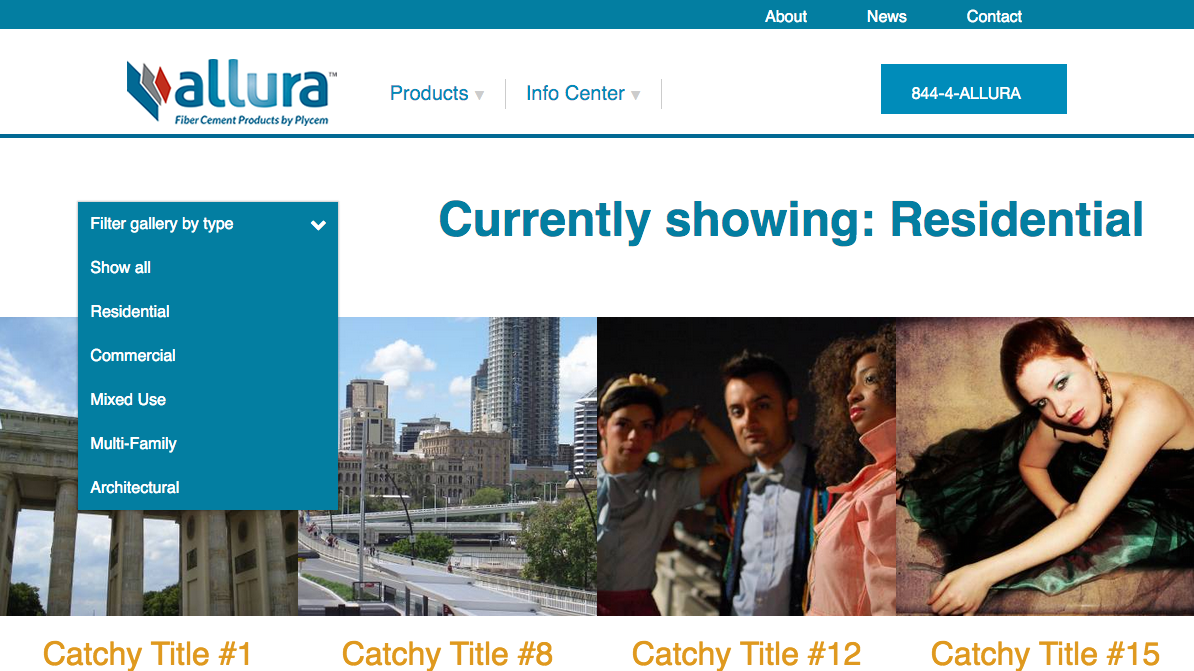 About News Contact
allura™
Fiber Cement Products by Plycem
Products Info Center
844-4-ALLURA
Currently showing: Residential
Filter gallery by type
Show all
Residential
Commercial
Mixed Use
Multi-Family
Architectural
Catchy Title #1 Catchy Title #8 Catchy Title #12 Catchy Title #15